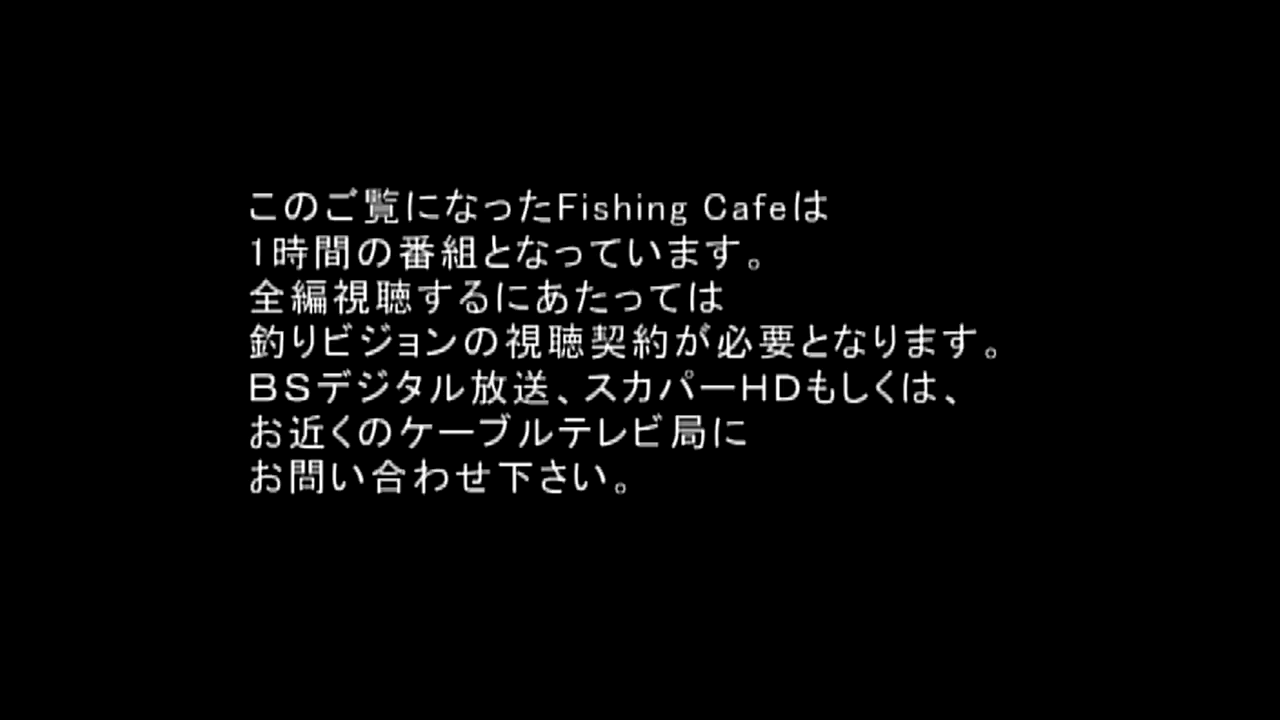 このご覧になったFishing Cafeは
1時間の番組となっています。
全編視聴するにあたっては
釣りビジョンの視聴契約が必要となります。
BSデジタル放送、スカパーHDもしくは、
お近くのケーブルテレビ局に
お問い合わせ下さい。